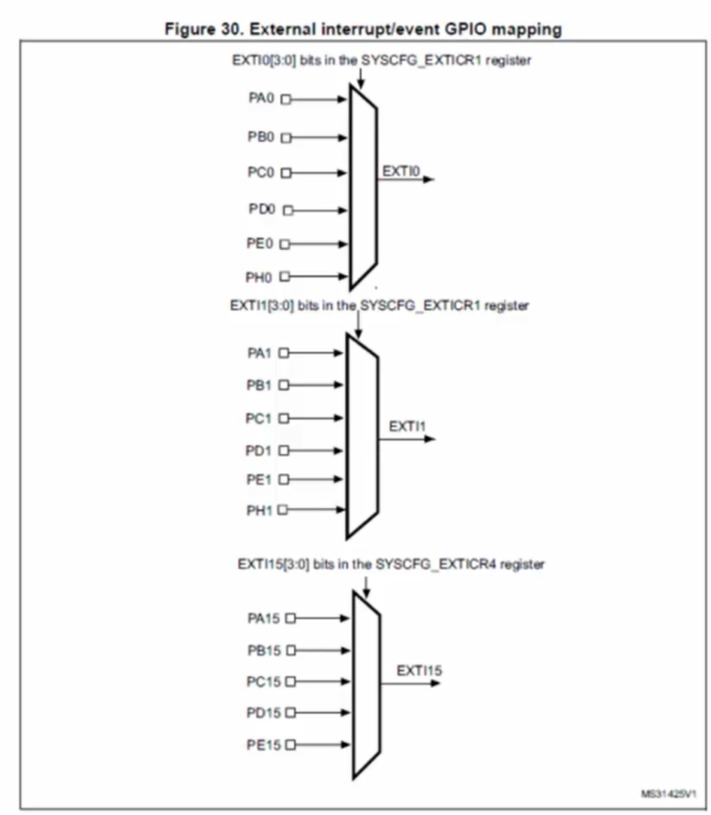 Figure 30. External interrupt/event GPIO mapping
EXTI0[3:0] bits in the SYSCFG_EXTICR1 register
PA0
PB0
PC0
EXTI0
PD0
PE0
PH0
EXTI1[3:0] bits in the SYSCFG_EXTICR1 register
PA1
PB1
PC1
EXTI1
PD1
PE1
PH1
EXTI15[3:0] bits in the SYSCFG_EXTICR4 register
PA15
PB15
EXTI15
PC15
PD15
PE15
MS31425V1